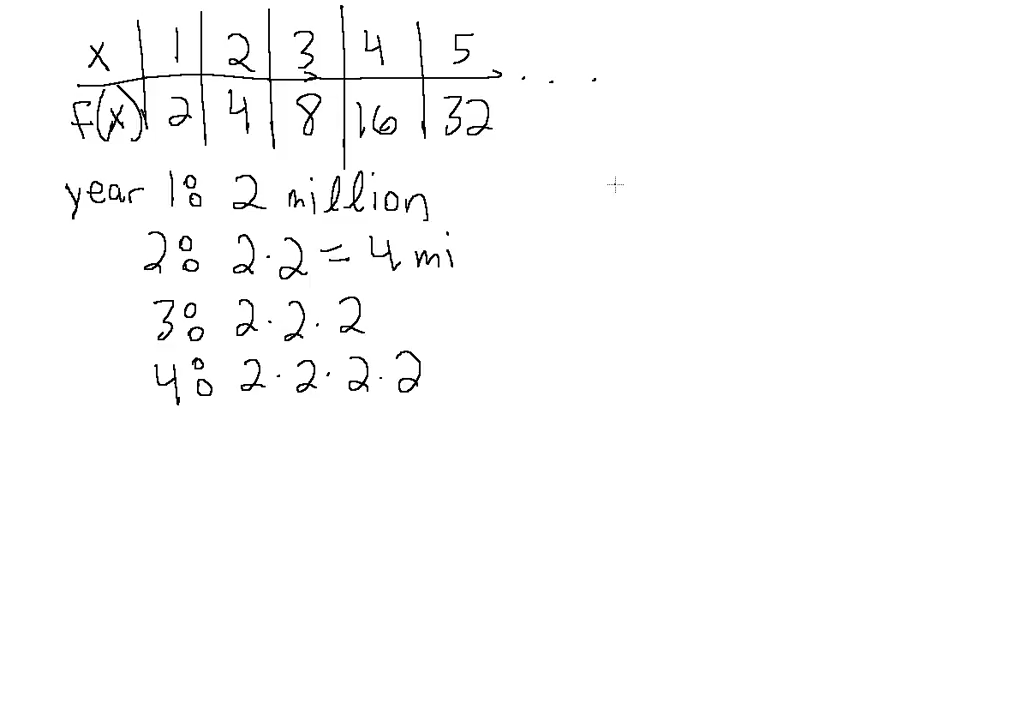 x 1 2 3 4 5 . . .
f(x) 2 4 8 16 32
year 1: 2 million
2: 2 · 2 = 4 mi
3: 2 · 2 · 2
4: 2 · 2 · 2 · 2